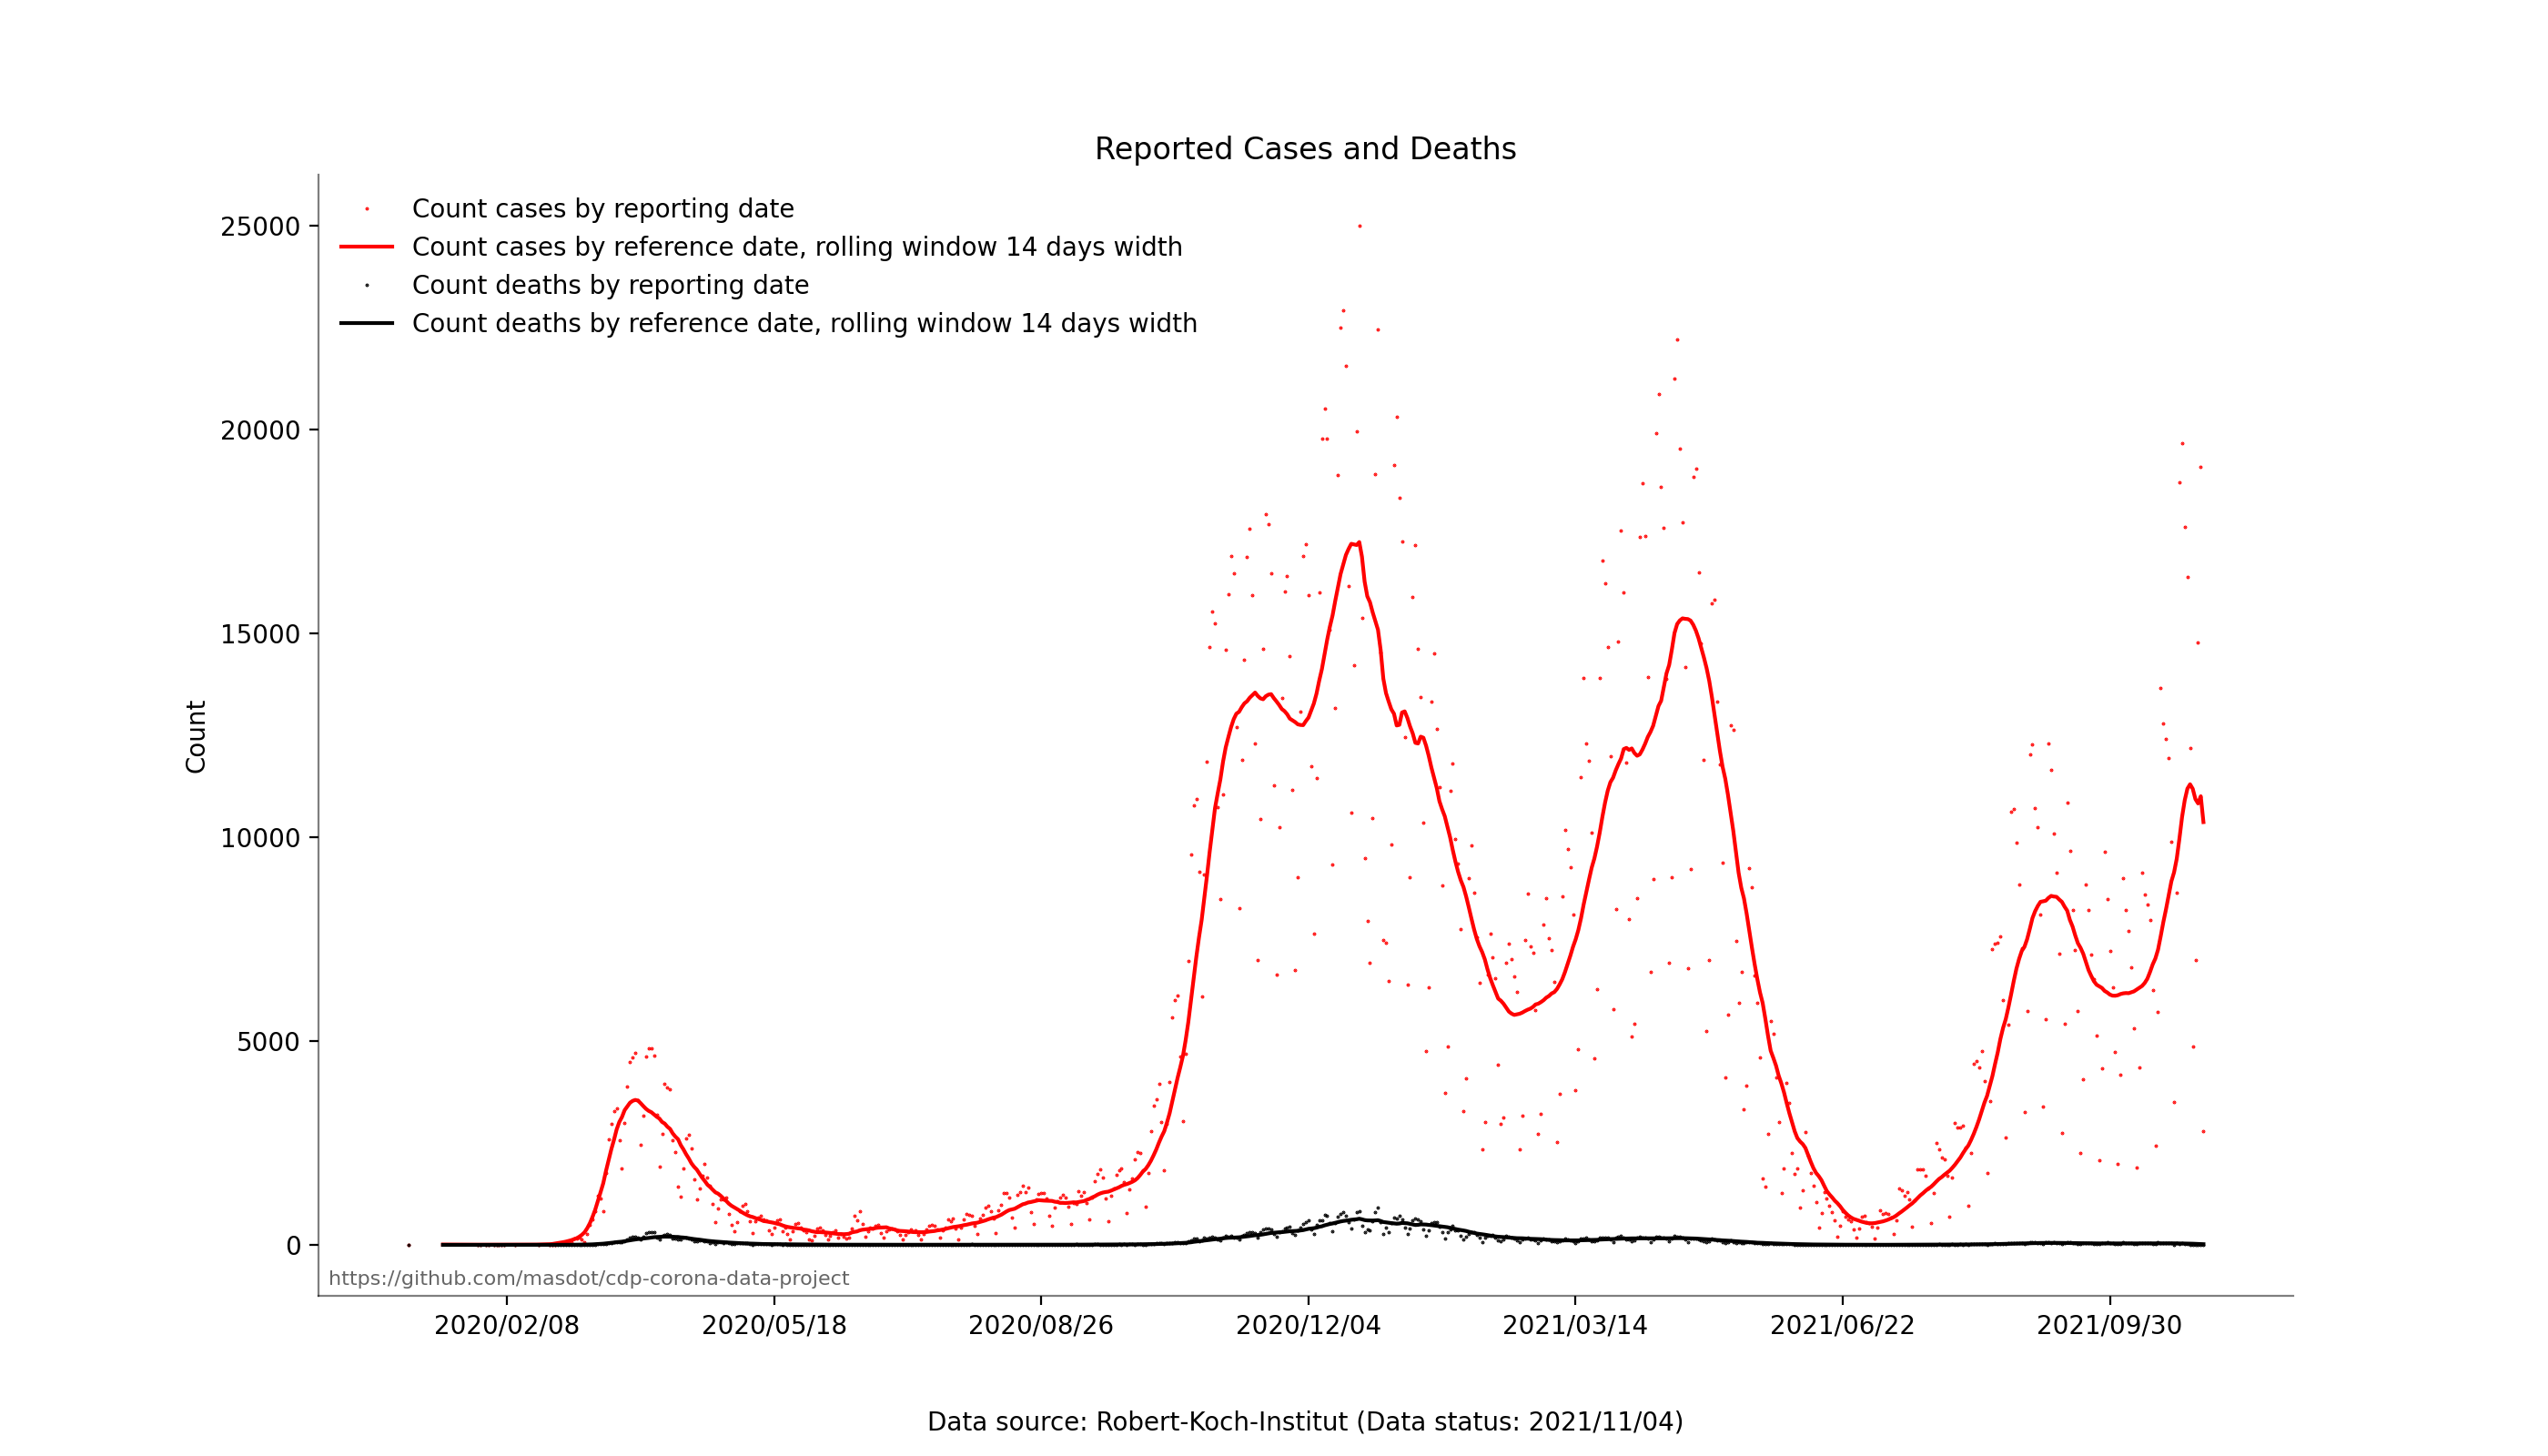 Reported Cases and Deaths
Count cases by reporting date
Count cases by reference date, rolling window 14 days width
Count deaths by reporting date
Count deaths by reference date, rolling window 14 days width
25000
20000
15000
10000
5000
0
Count
https://github.com/masdot/cdp-corona-data-project
2020/02/08 2020/05/18 2020/08/26 2020/12/04 2021/03/14 2021/06/22 2021/09/30
Data source: Robert-Koch-Institut (Data status: 2021/11/04)